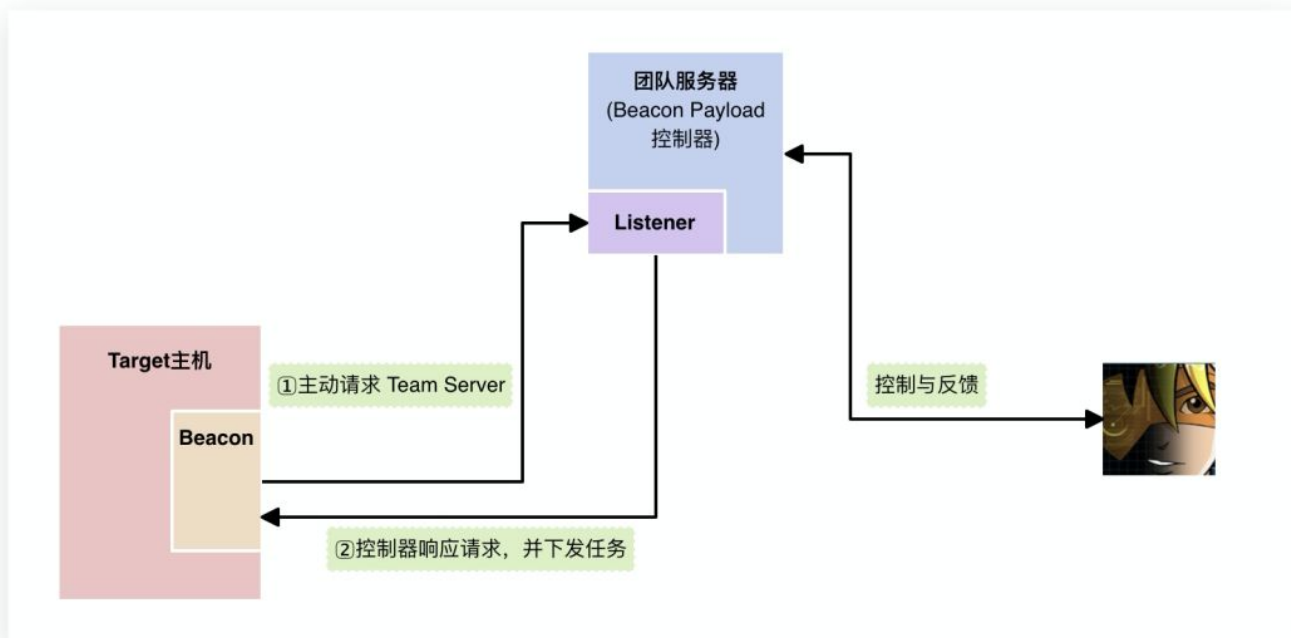 团队服务器
(Beacon Payload
控制器)
Listener
Target主机
Beacon
①主动请求 Team Server
控制与反馈
②控制器响应请求，并下发任务